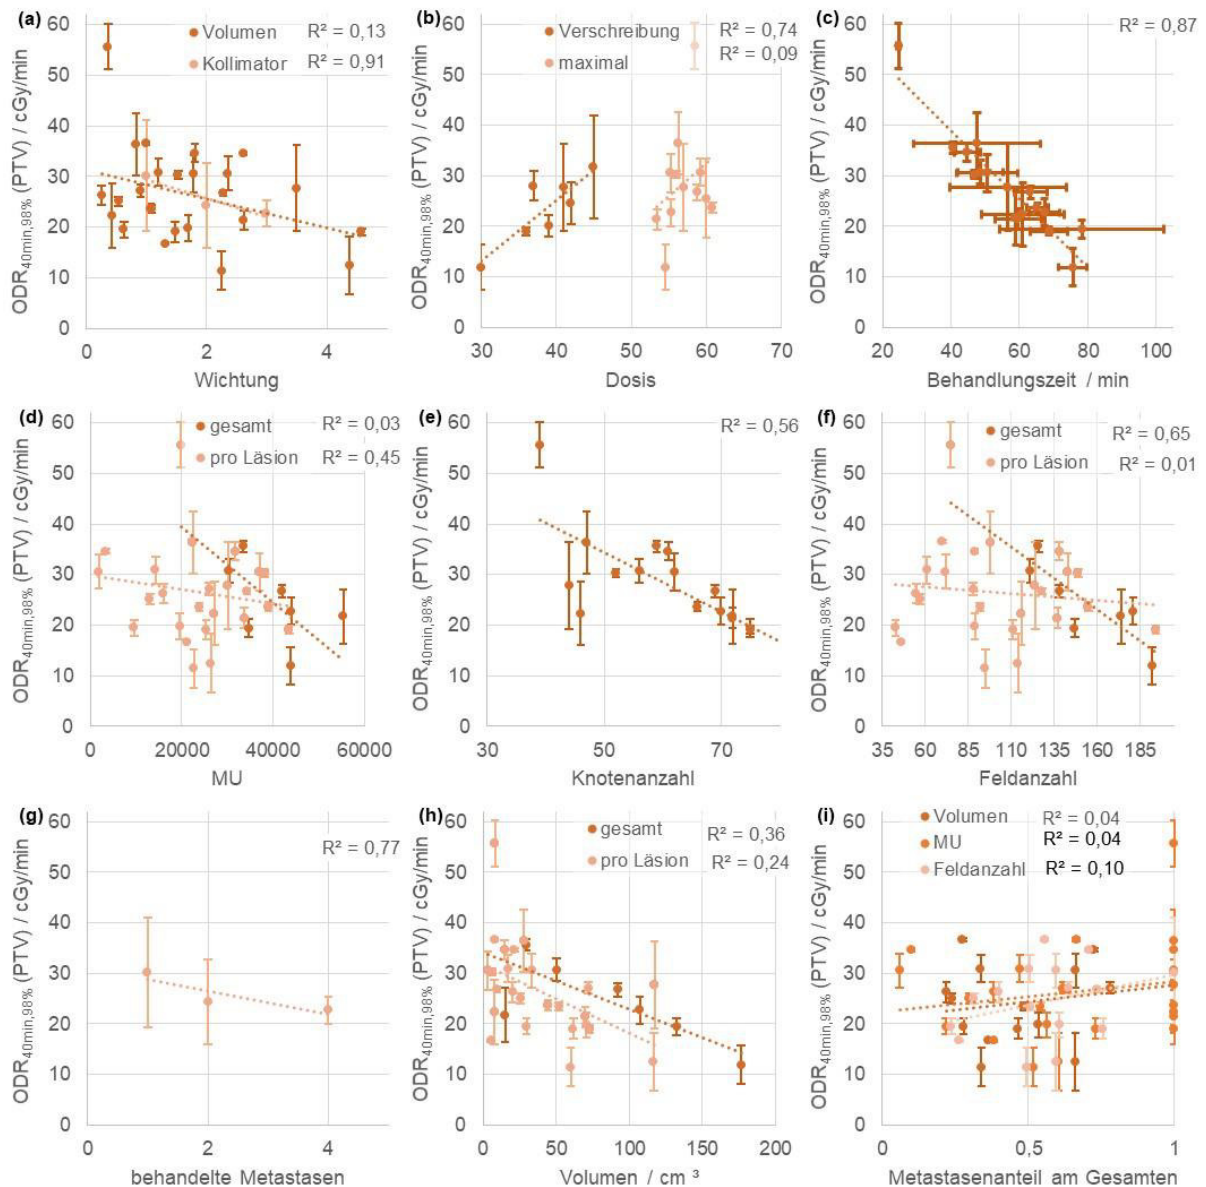 (a)
Volumen R² = 0,13
Kollimator R² = 0,91
ODR40min,98% (PTV) / cGy/min
60
50
40
30
20
10
0
0 2 4
Wichtung
(b)
Verschreibung R² = 0,74
maximal R² = 0,09
ODR40min,98% (PTV) / cGy/min
60
50
40
30
20
10
0
30 40 50 60 70
Dosis
(c)
R² = 0,87
ODR40min,98% (PTV) / cGy/min
60
50
40
30
20
10
0
20 40 60 80 100
Behandlungszeit / min
(d)
gesamt R² = 0,03
pro Läsion R² = 0,45
ODR40min,98% (PTV) / cGy/min
60
50
40
30
20
10
0
0 20000 40000 60000
MU
(e)
R² = 0,56
ODR40min,98% (PTV) / cGy/min
60
50
40
30
20
10
0
30 50 70
Knotenanzahl
(f)
gesamt R² = 0,65
pro Läsion R² = 0,01
ODR40min,98% (PTV) / cGy/min
60
50
40
30
20
10
0
35 60 85 110 135 160 185
Feldanzahl
(g)
R² = 0,77
ODR40min,98% (PTV) / cGy/min
60
50
40
30
20
10
0
0 2 4
behandelte Metastasen
(h)
gesamt R² = 0,36
pro Läsion R² = 0,24
ODR40min,98% (PTV) / cGy/min
60
50
40
30
20
10
0
0 50 100 150 200
Volumen / cm ³
(i)
Volumen R² = 0,04
MU R² = 0,04
Feldanzahl R² = 0,10
ODR40min,98% (PTV) / cGy/min
60
50
40
30
20
10
0
0 0,5 1
Metastasenanteil am Gesamten